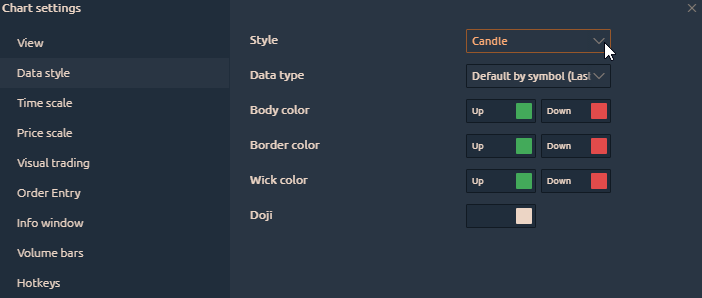 Chart settings
View
Data style
Time scale
Price scale
Visual trading
Order Entry
Info window
Volume bars
Hotkeys
Style
Candle
Data type
Default by symbol (Las
Body color
Up
Down
Border color
Up
Down
Wick color
Up
Down
Doji